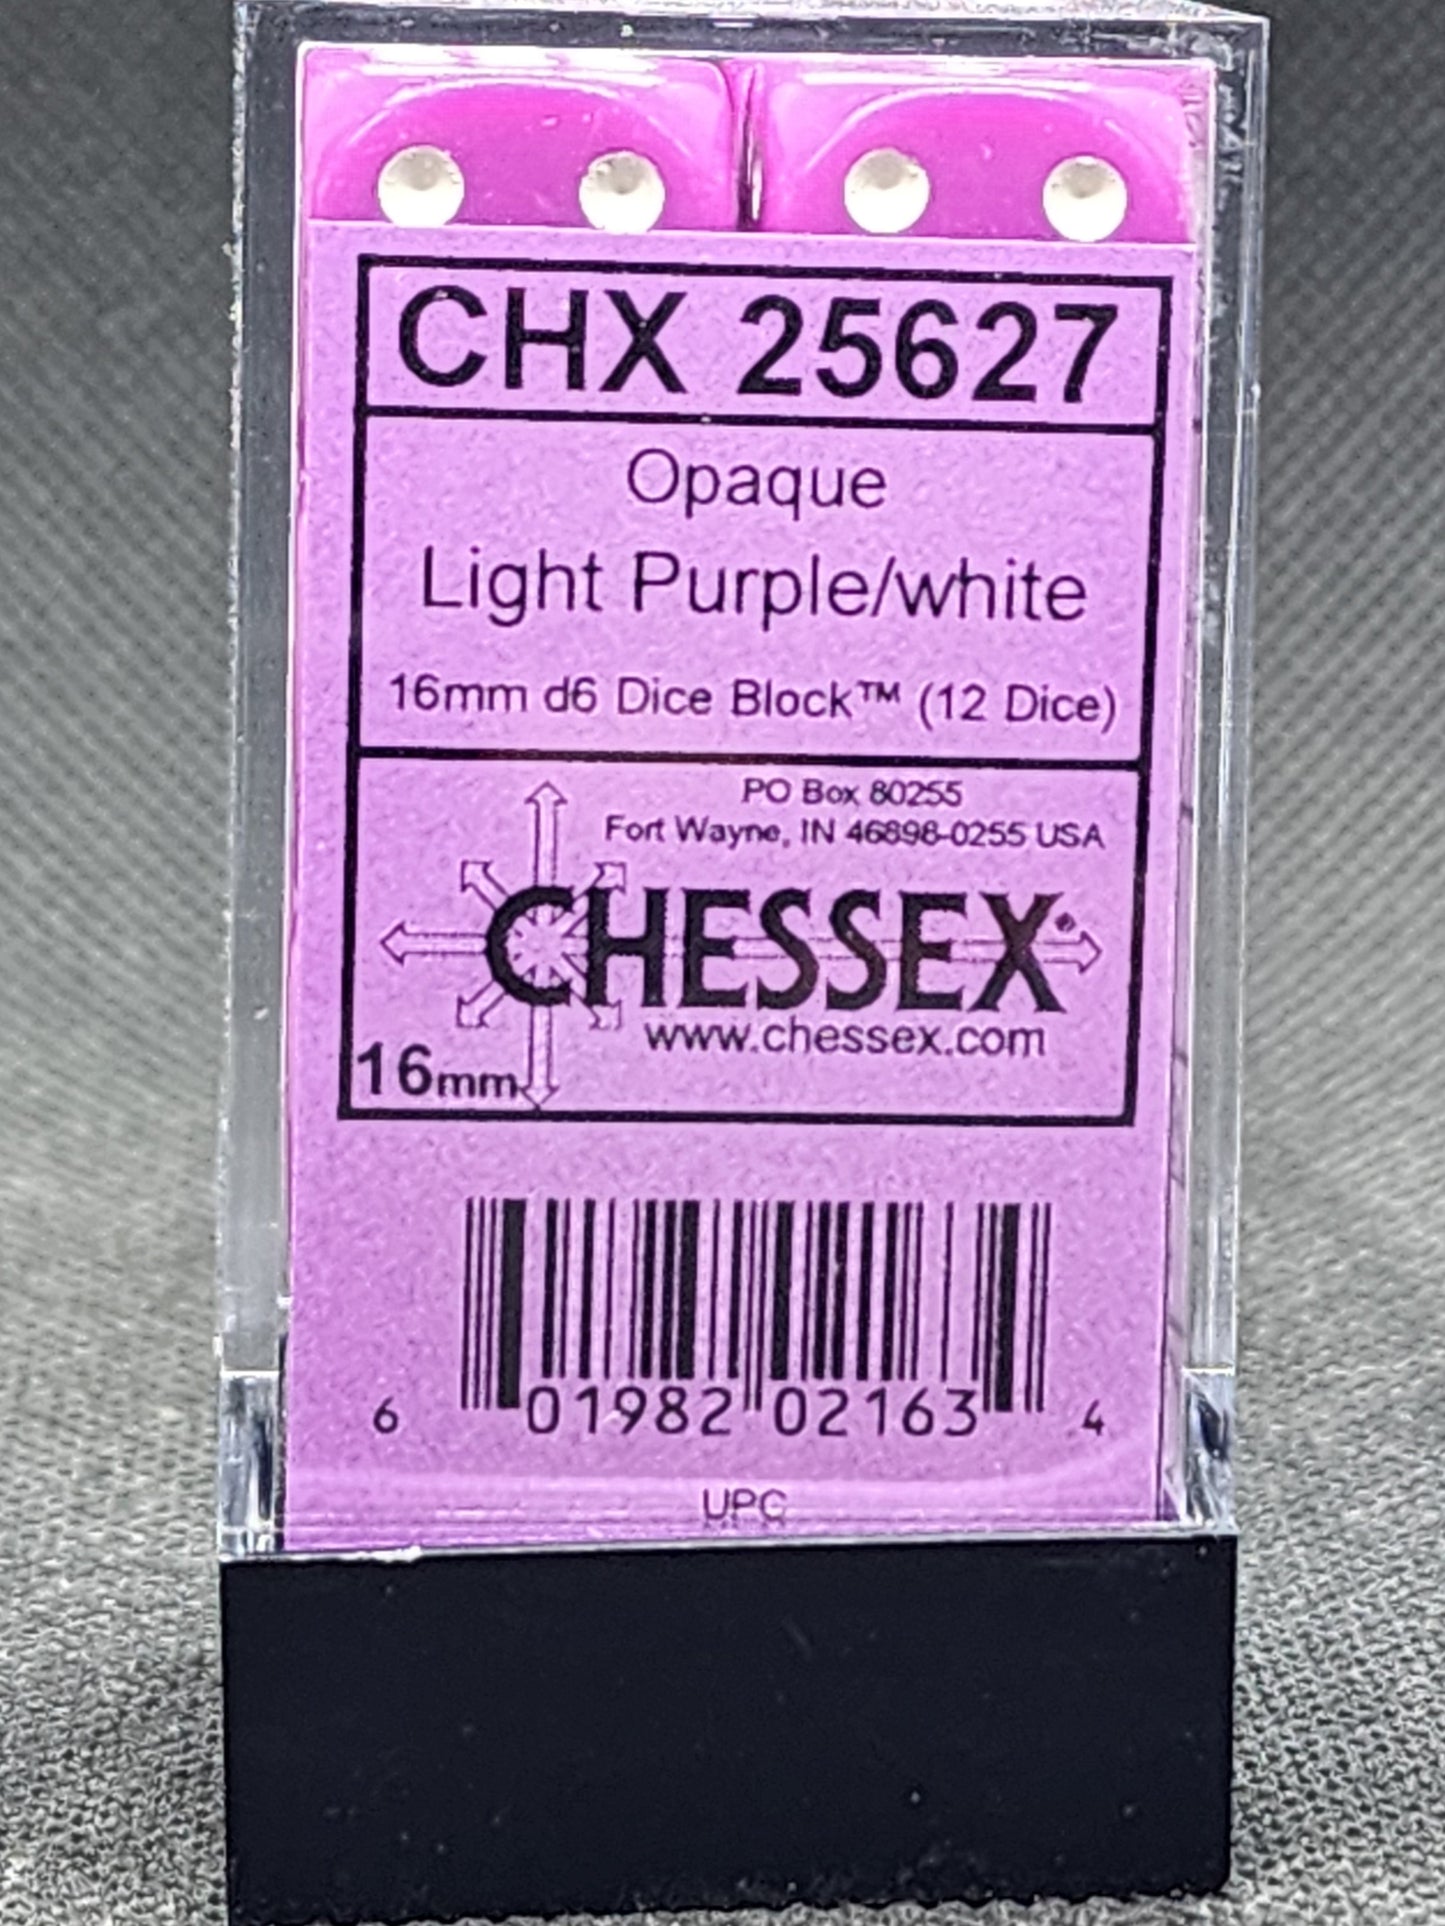 CHX 25627
Opaque
Light Purple/white
16mm d6 Dice Block™ (12 Dice)
PO Box 80255
Fort Wayne, IN 46898-0255 USA
CHESSEX®
www.chessex.com
16mm
6 01982 02163 4
UPC